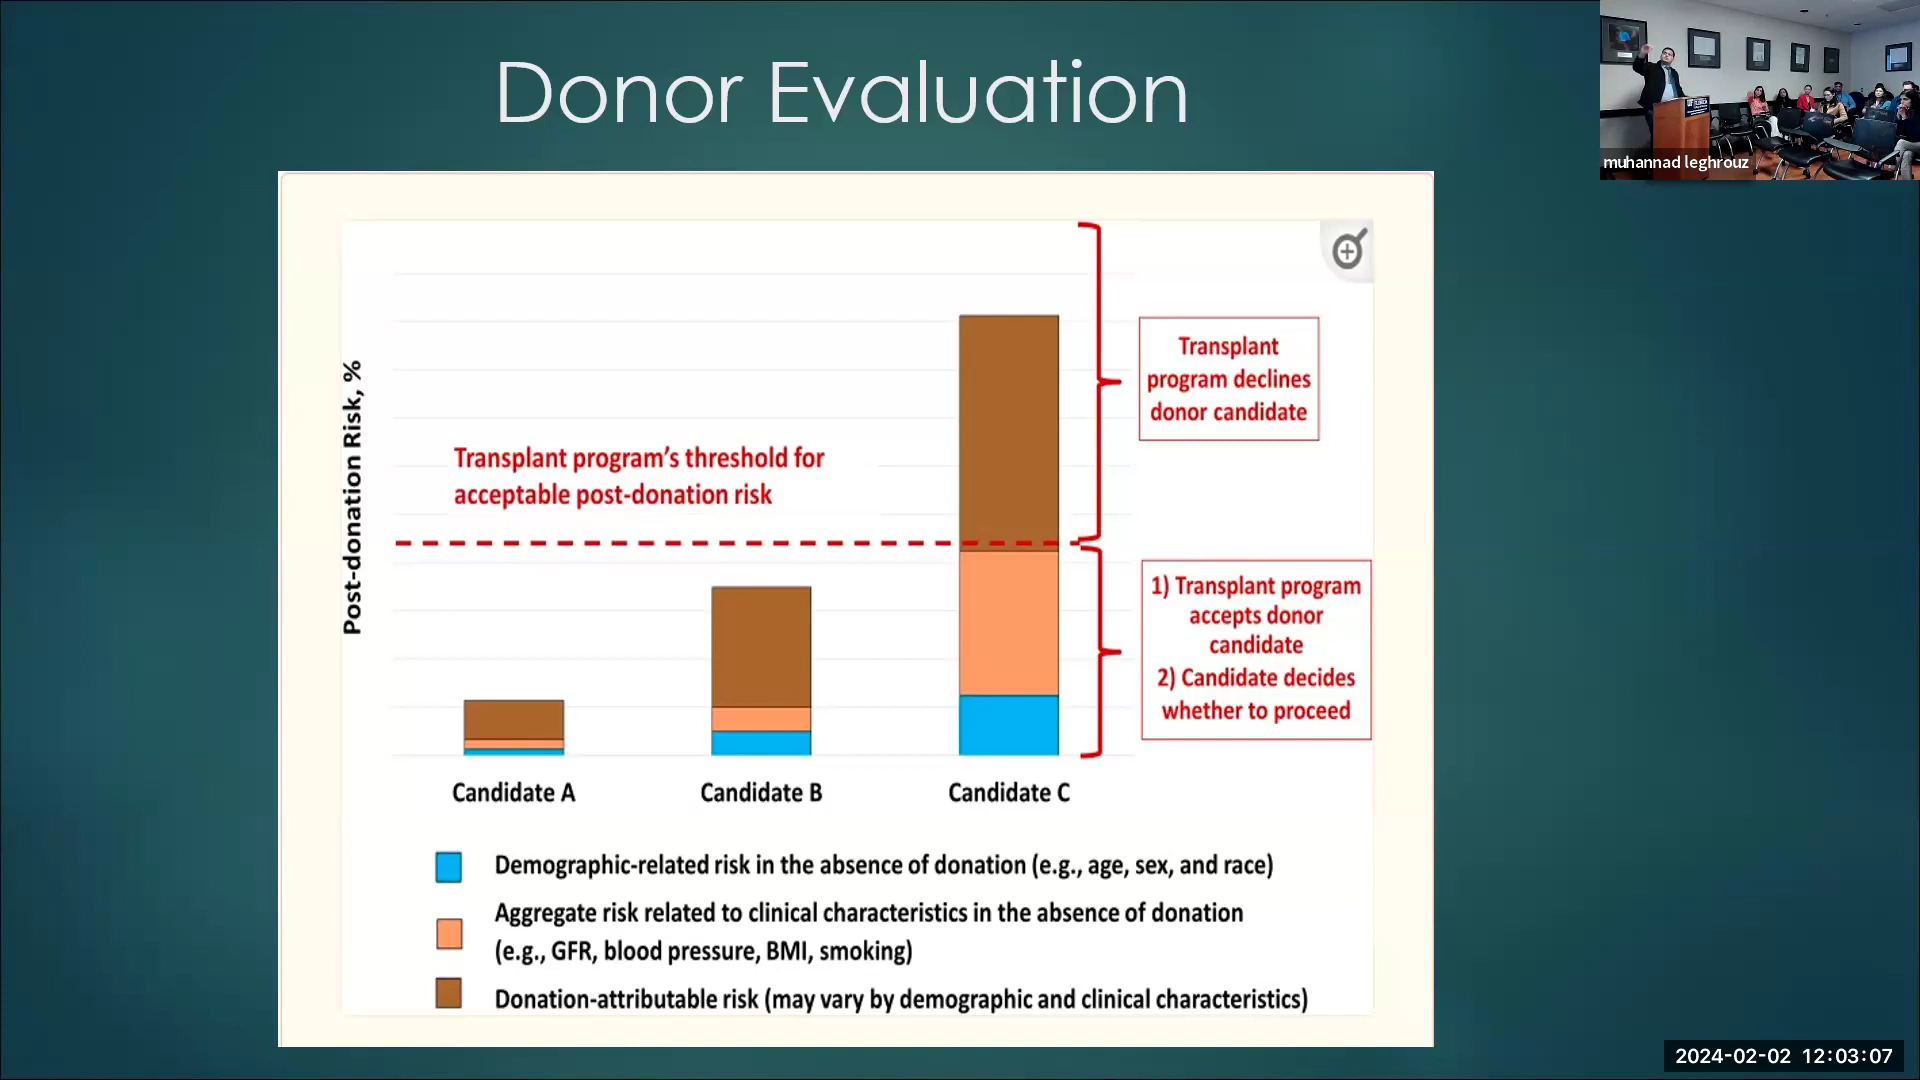 Donor Evaluation
muhannad leghrouz
Post-donation Risk, %
Transplant program's threshold for
acceptable post-donation risk
Transplant
program declines
donor candidate
1) Transplant program
accepts donor
candidate
2) Candidate decides
whether to proceed
Candidate A
Candidate B
Candidate C
Demographic-related risk in the absence of donation (e.g., age, sex, and race)
Aggregate risk related to clinical characteristics in the absence of donation
(e.g., GFR, blood pressure, BMI, smoking)
Donation-attributable risk (may vary by demographic and clinical characteristics)
2024-02-02 12:03:07